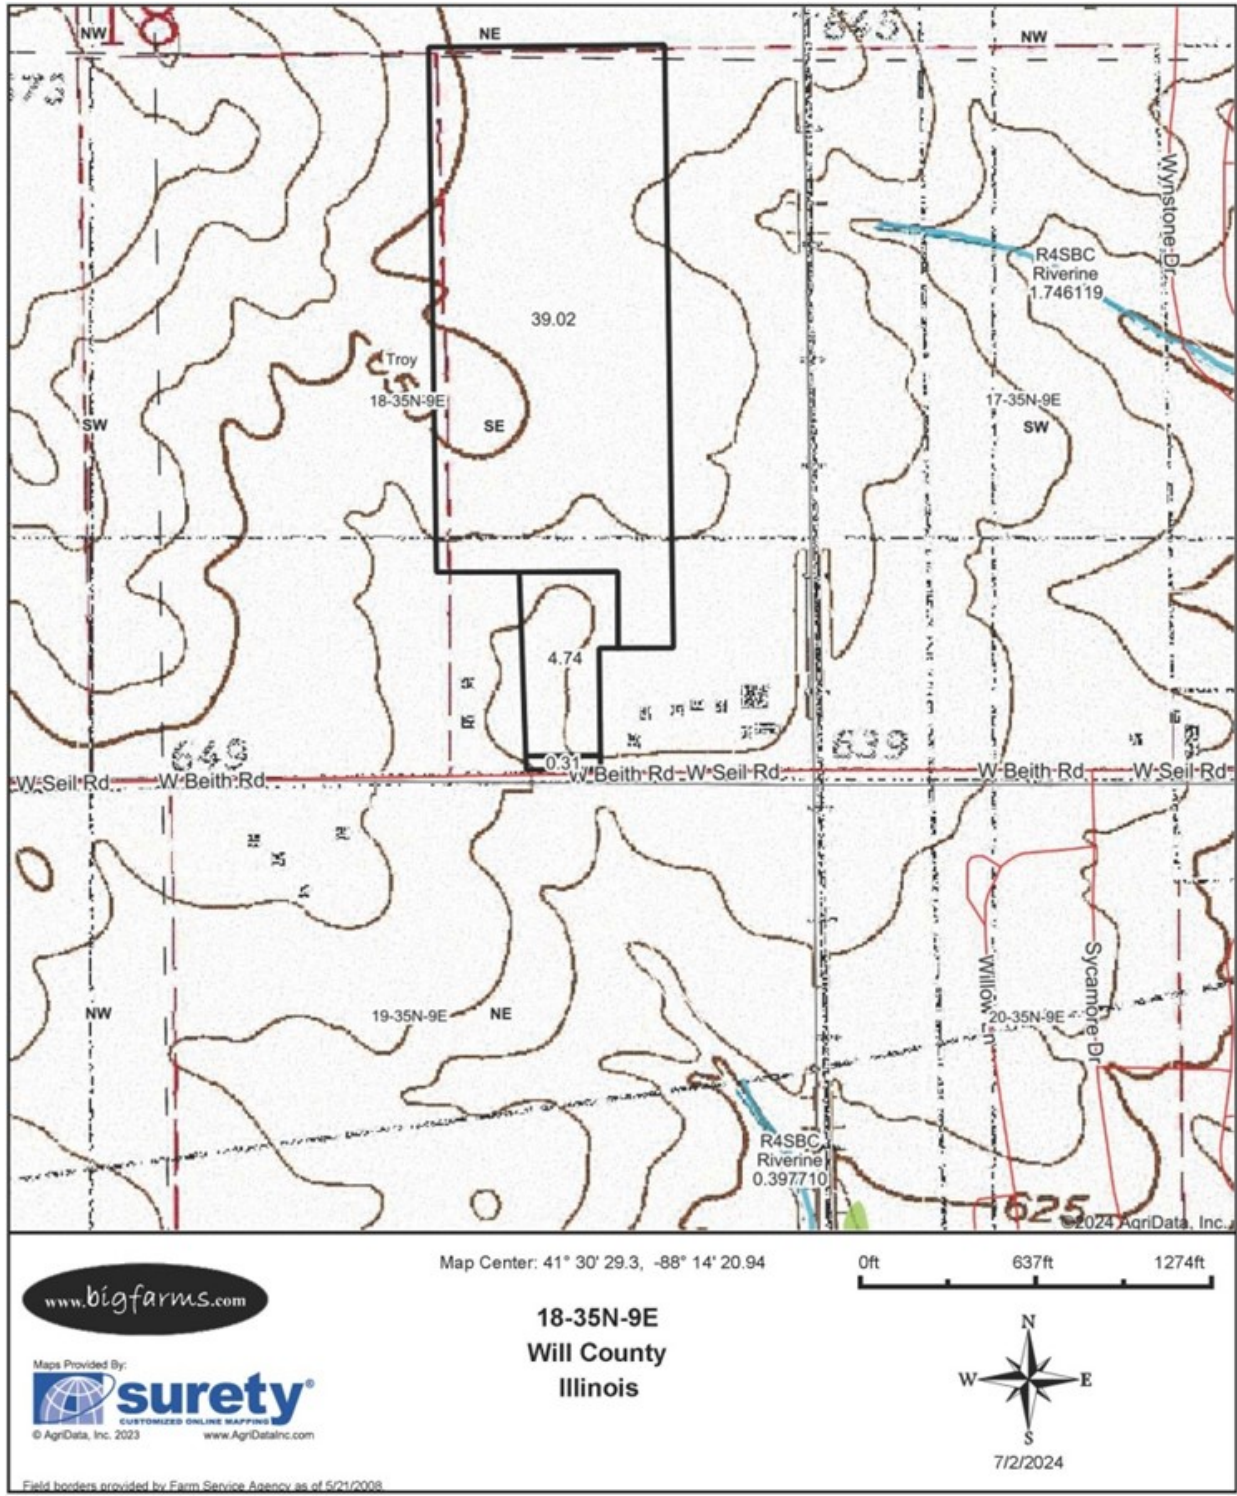 NW
NE
NW
Wynstone Dr
R4SBC
Riverine
1.746119
39.02
Troy
18-35N-9E
17-35N-9E
SW
SE
SW
4.74
649
639
0.31
W Seil Rd
W Beith Rd
W Beith Rd
W Seil Rd
W Beith Rd
W Seil Rd
Willow Ln
Sycamore Dr
NW
19-35N-9E
NE
20-35N-9E
R4SBC
Riverine
0.397710
625
©2024 AgriData, Inc.
www.bigfarms.com
Maps Provided By:
surety®
CUSTOMIZED ONLINE MAPPING
© AgriData, Inc. 2023
www.AgriDataInc.com
Field borders provided by Farm Service Agency as of 5/21/2008.
Map Center: 41° 30' 29.3, -88° 14' 20.94
18-35N-9E
Will County
Illinois
0ft
637ft
1274ft
N
W
E
S
7/2/2024